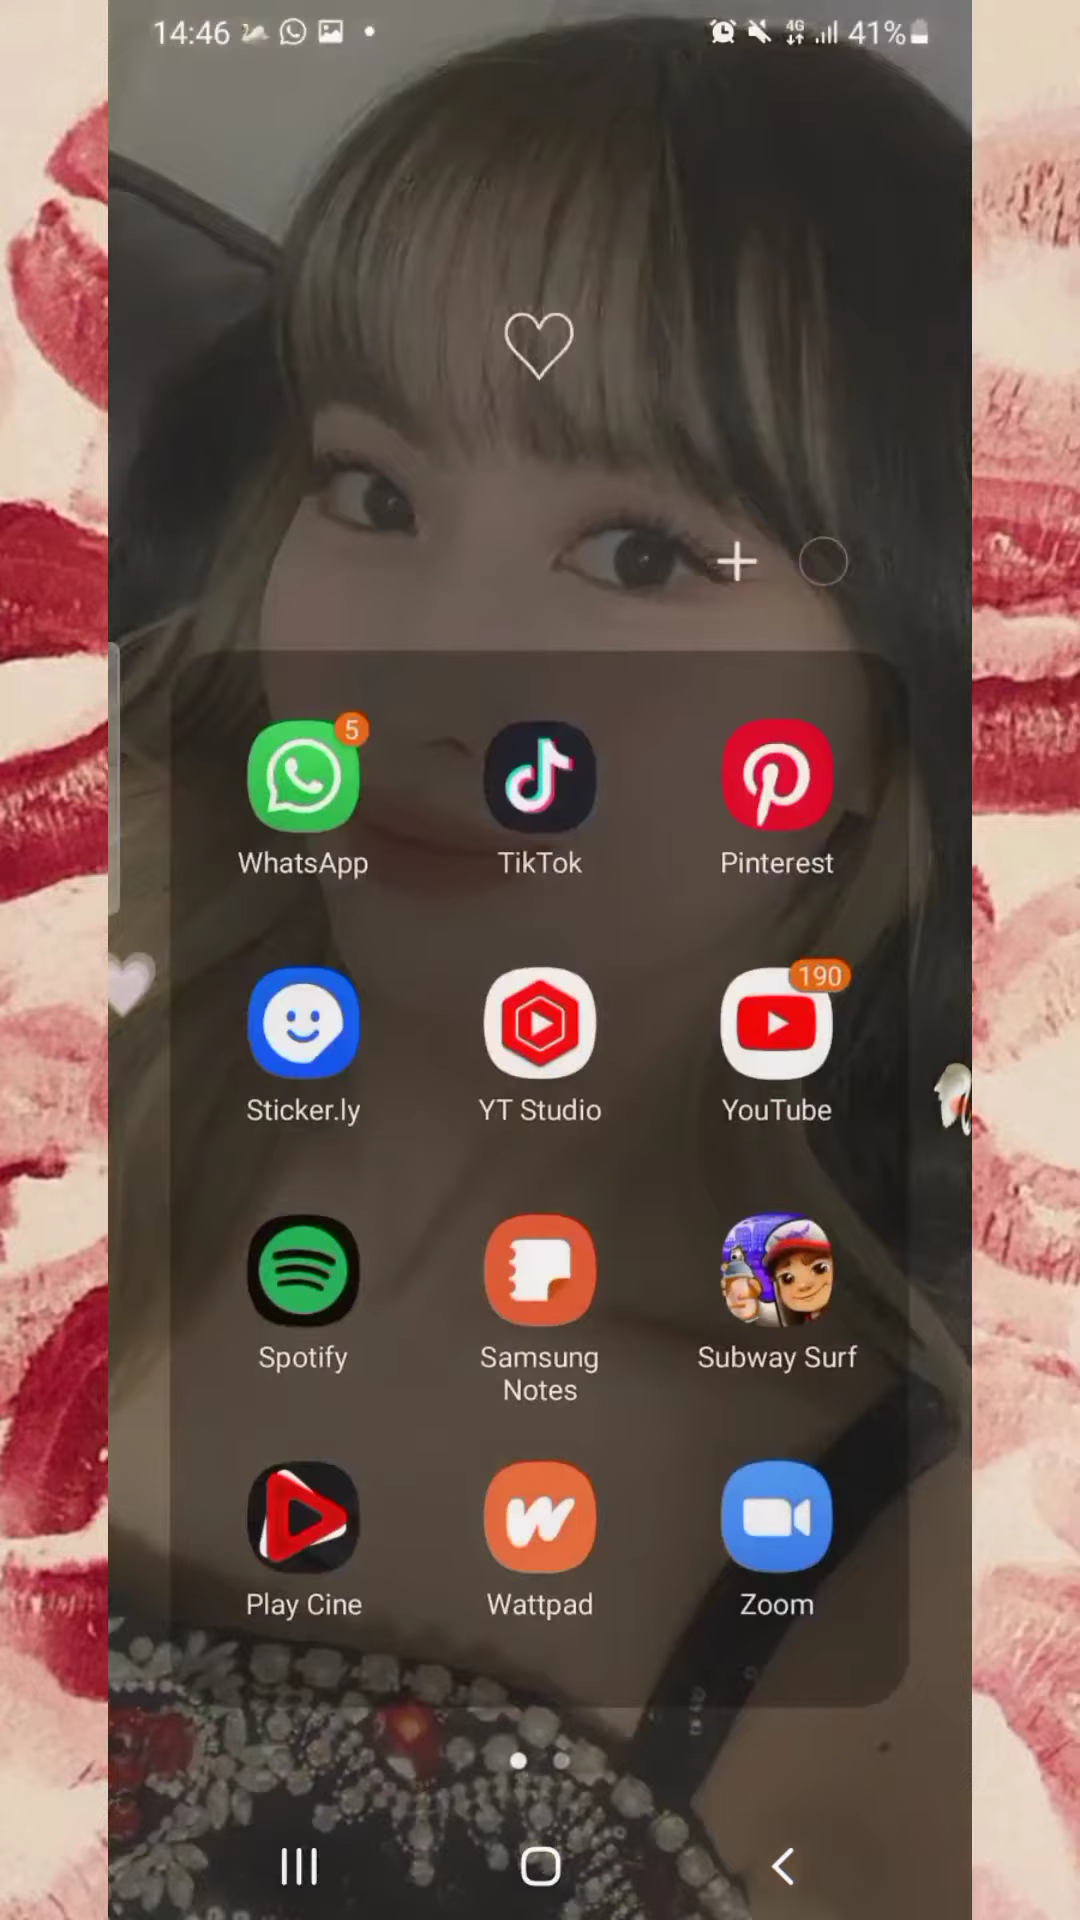 14:46
4G 41%
5
WhatsApp
TikTok
Pinterest
190
Sticker.ly
YT Studio
YouTube
Spotify
Samsung
Notes
Subway Surf
Play Cine
Wattpad
Zoom